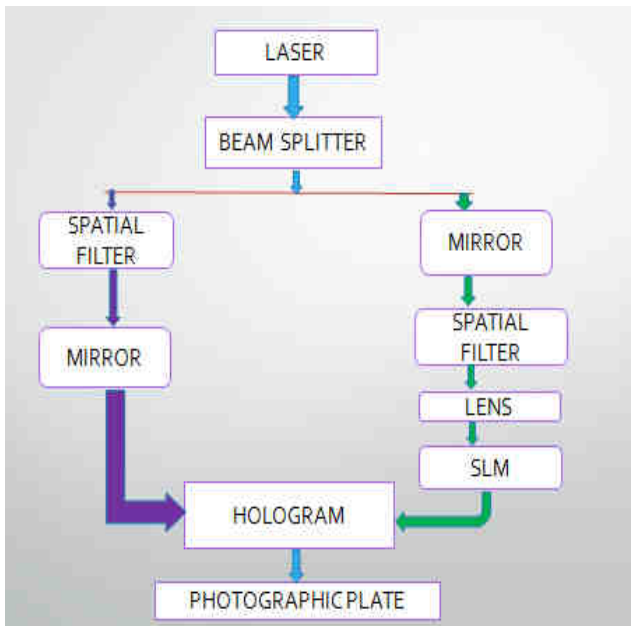 LASER
BEAM SPLITTER
SPATIAL
FILTER
MIRROR
MIRROR
SPATIAL
FILTER
LENS
SLM
HOLOGRAM
PHOTOGRAPHIC PLATE